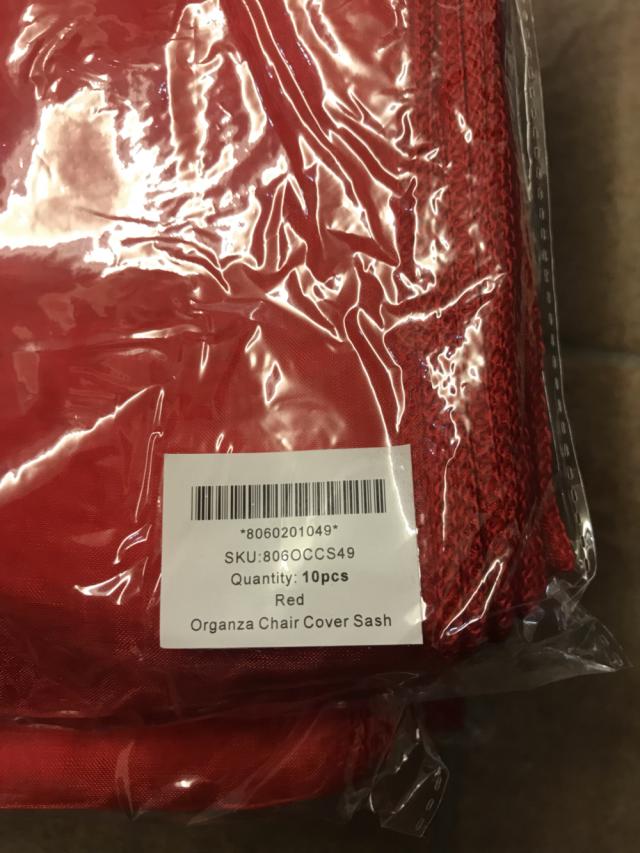 *8060201049*
SKU:806OCCS49
Quantity: 10pcs
Red
Organza Chair Cover Sash